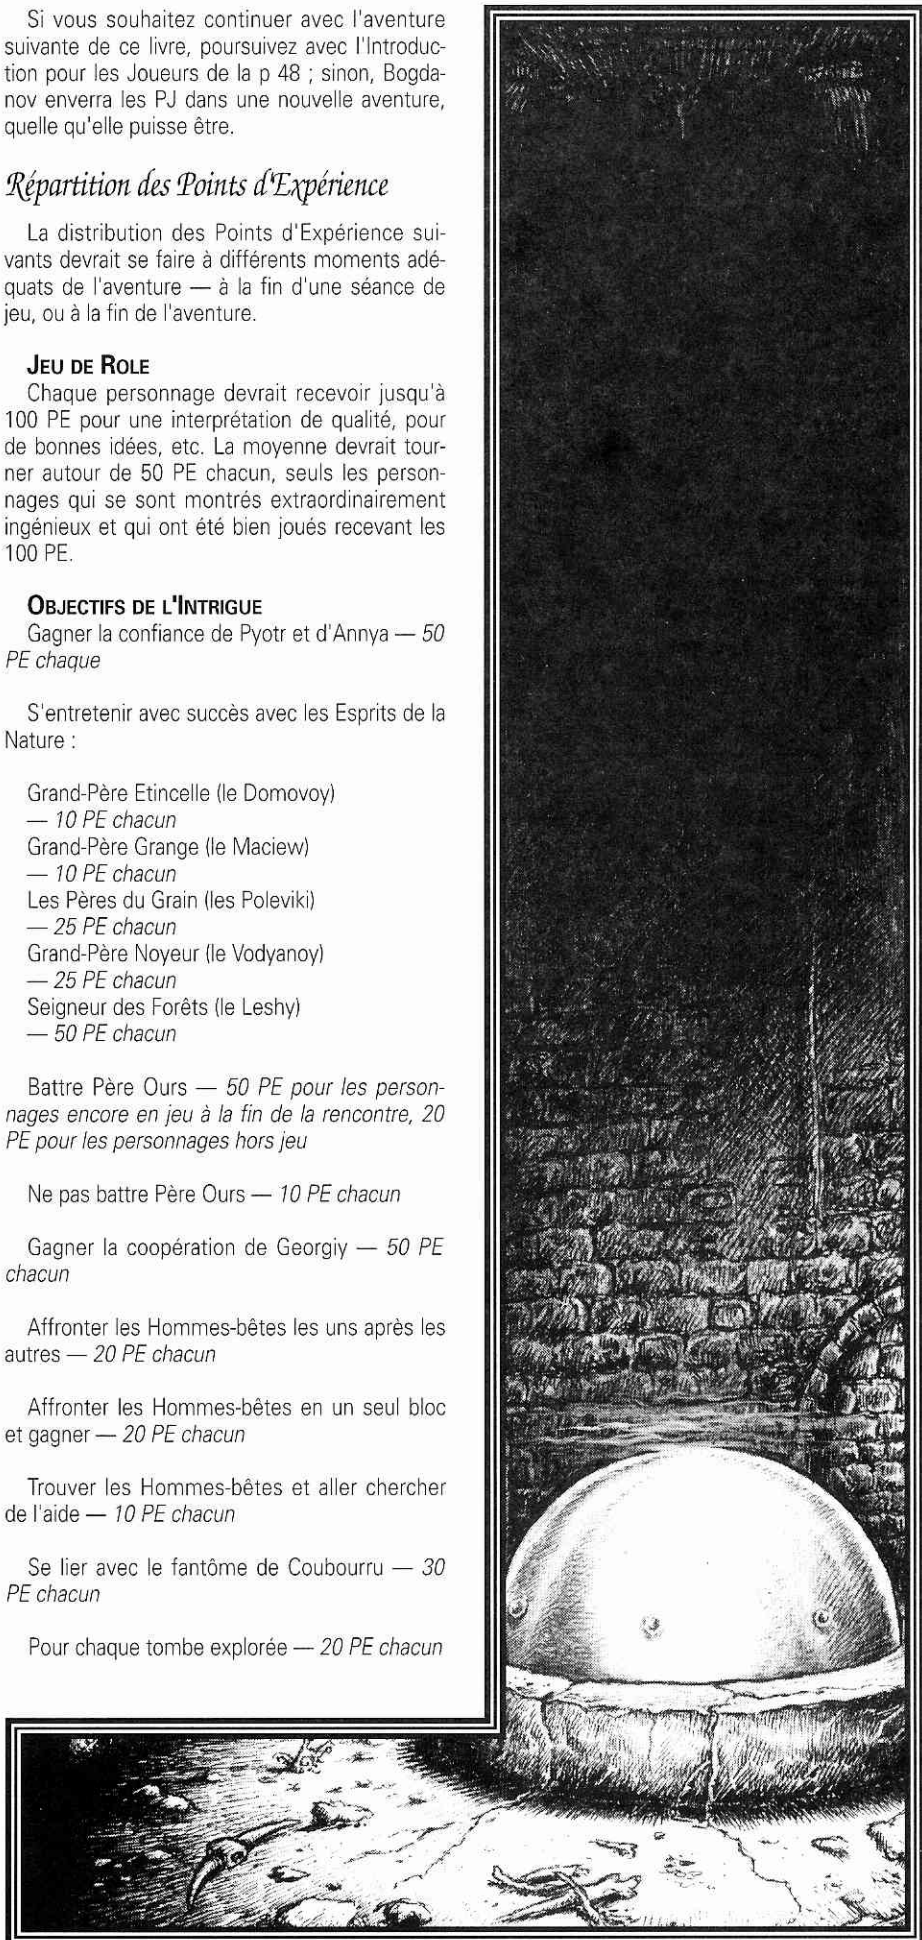 Si vous souhaitez continuer avec l'aventure
suivante de ce livre, poursuivez avec l'Introduc-
tion pour les Joueurs de la p 48 ; sinon, Bogda-
nov enverra les PJ dans une nouvelle aventure,
quelle qu'elle puisse être.
Répartition des Points d'Expérience
La distribution des Points d'Expérience sui-
vants devrait se faire à différents moments adé-
quats de l'aventure — à la fin d'une séance de
jeu, ou à la fin de l'aventure.
JEU DE ROLE
Chaque personnage devrait recevoir jusqu'à
100 PE pour une interprétation de qualité, pour
de bonnes idées, etc. La moyenne devrait tour-
ner autour de 50 PE chacun, seuls les person-
nages qui se sont montrés extraordinairement
ingénieux et qui ont été bien joués recevant les
100 PE.
OBJECTIFS DE L'INTRIGUE
Gagner la confiance de Pyotr et d'Annya — 50
PE chaque
S'entretenir avec succès avec les Esprits de la
Nature :
Grand-Père Etincelle (le Domovoy)
— 10 PE chacun
Grand-Père Grange (le Maciew)
— 10 PE chacun
Les Pères du Grain (les Poleviki)
— 25 PE chacun
Grand-Père Noyeur (le Vodyanoy)
— 25 PE chacun
Seigneur des Forêts (le Leshy)
— 50 PE chacun
Battre Père Ours — 50 PE pour les person-
nages encore en jeu à la fin de la rencontre, 20
PE pour les personnages hors jeu
Ne pas battre Père Ours — 10 PE chacun
Gagner la coopération de Georgiy — 50 PE
chacun
Affronter les Hommes-bêtes les uns après les
autres — 20 PE chacun
Affronter les Hommes-bêtes en un seul bloc
et gagner — 20 PE chacun
Trouver les Hommes-bêtes et aller chercher
de l'aide — 10 PE chacun
Se lier avec le fantôme de Coubourru — 30
PE chacun
Pour chaque tombe explorée — 20 PE chacun